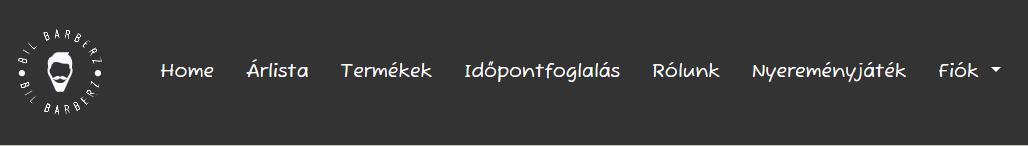 BIL BARBERZ
BIL BARBERZ
Home Árlista Termékek Időpontfoglalás Rólunk Nyereményjáték Fiók